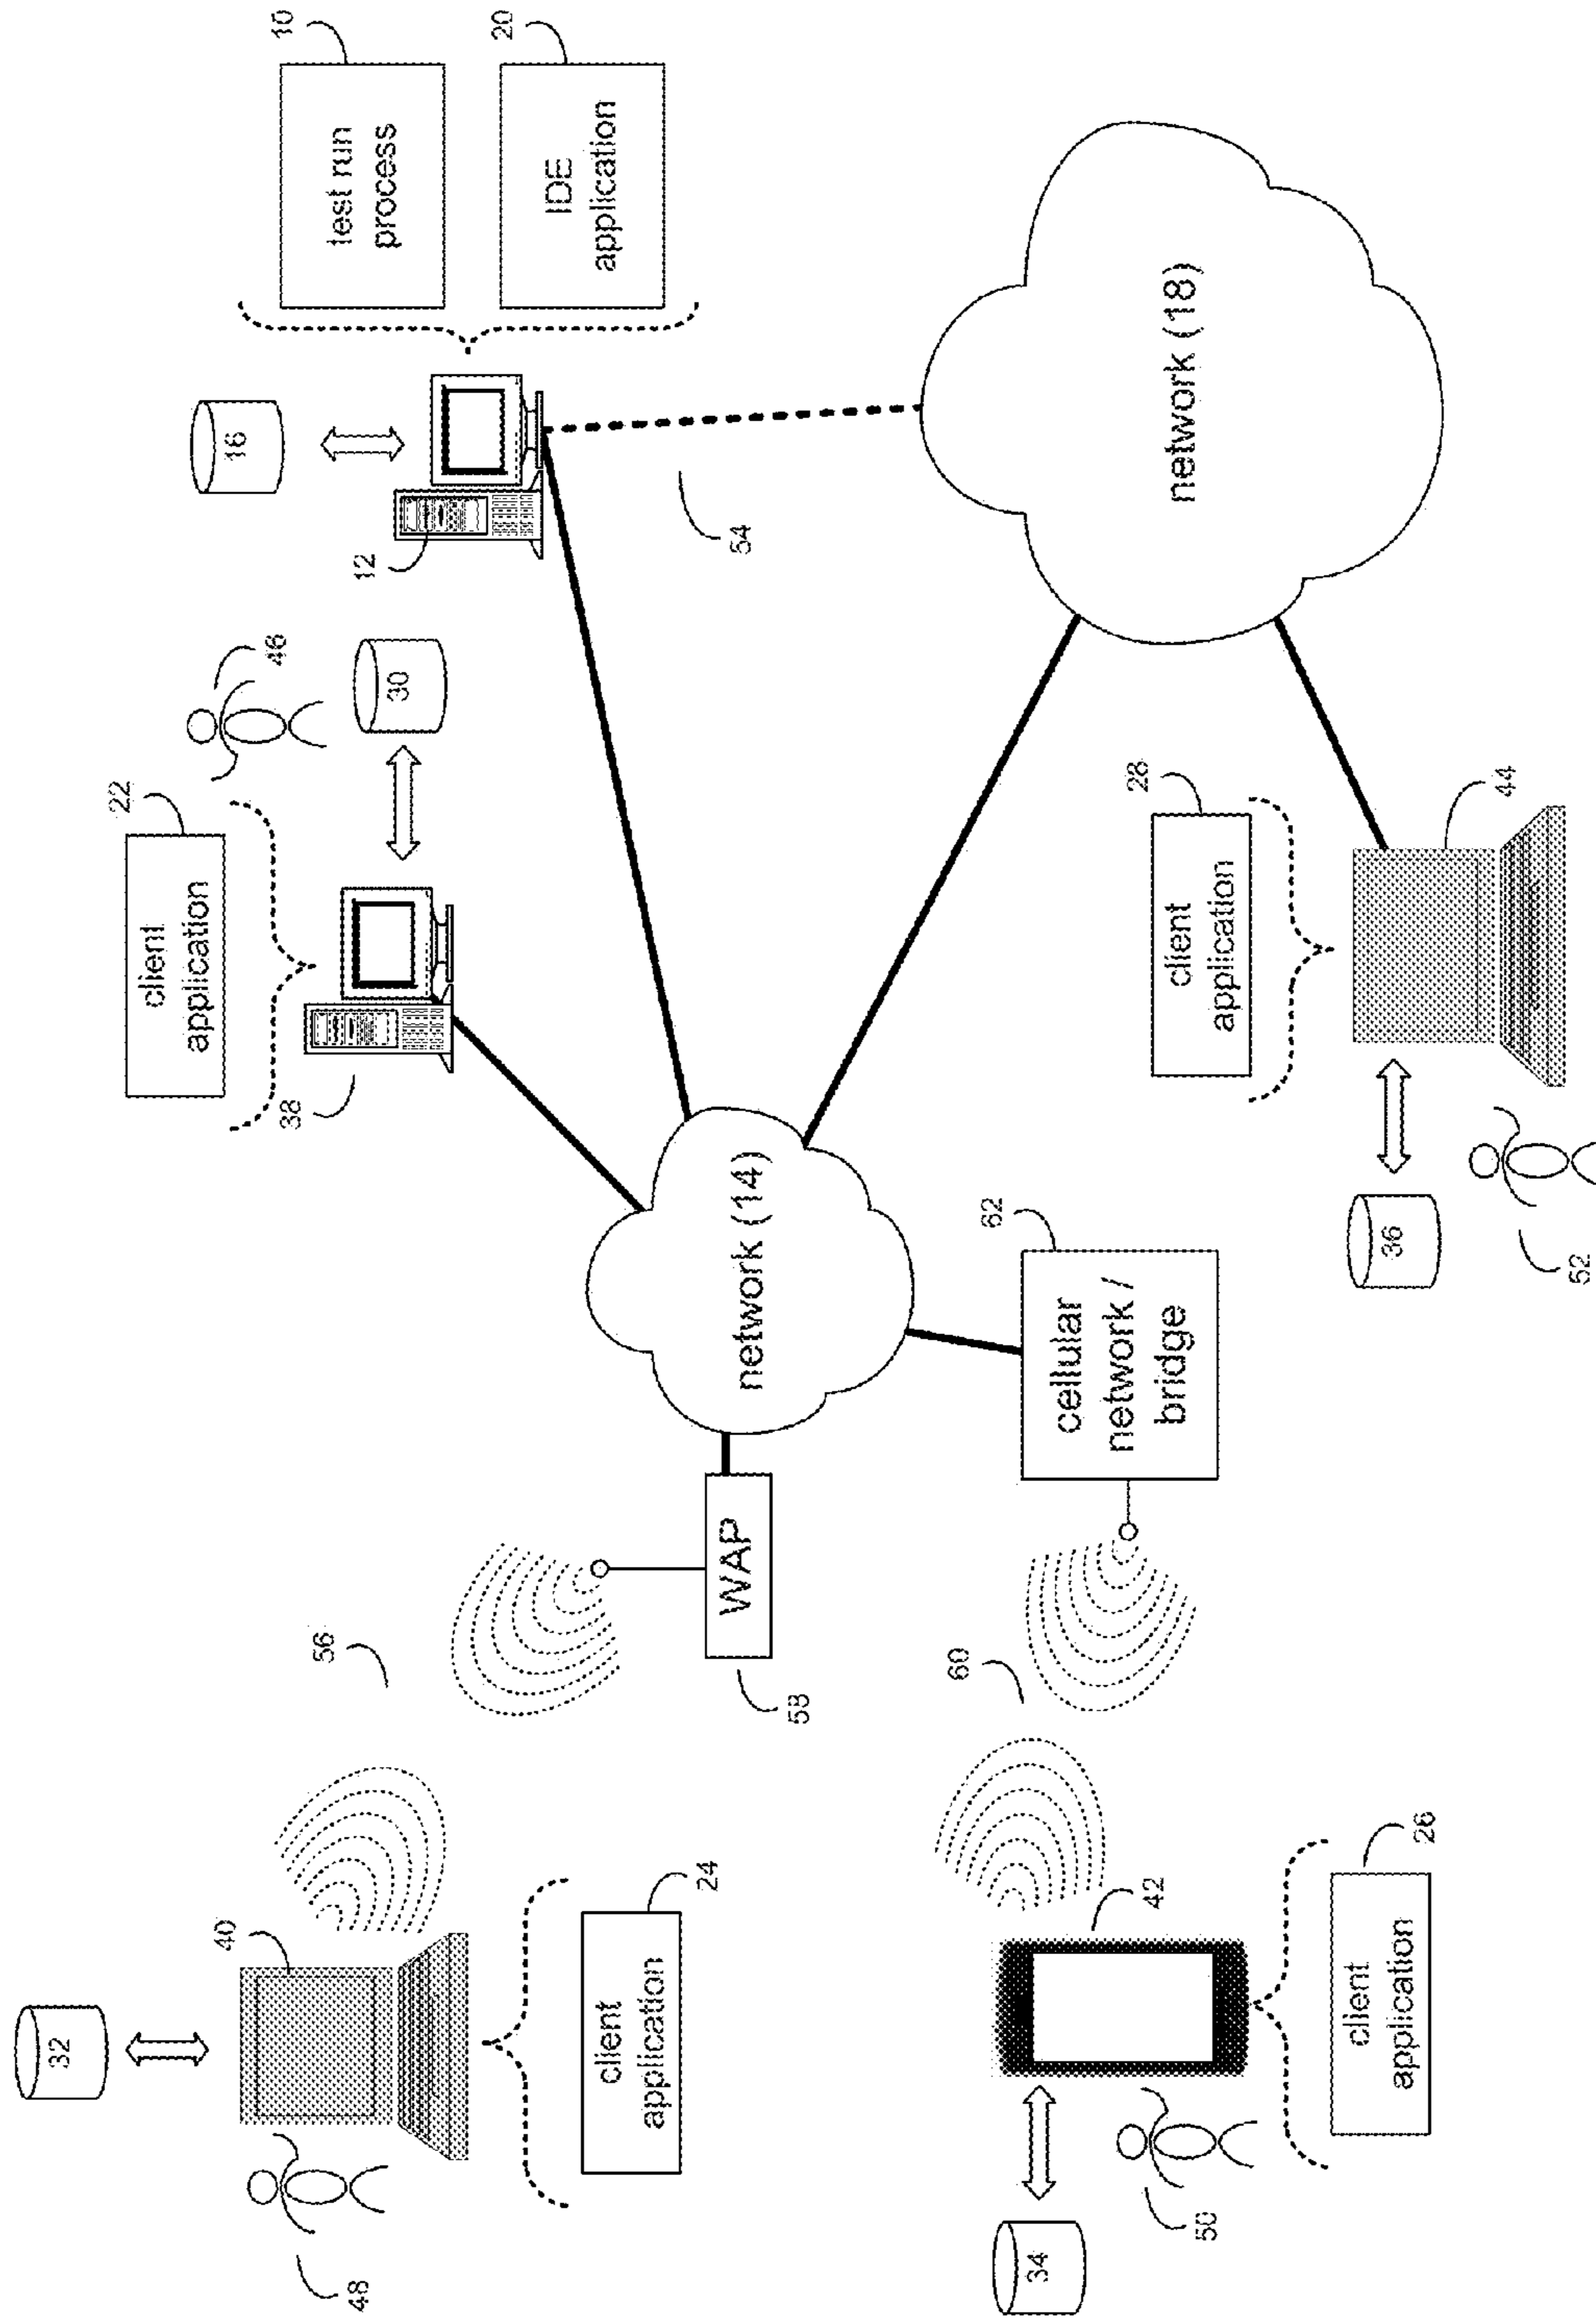 32
40
48
client
application
24
56
WAP
58
22
client
application
38
46
30
16
12
10
test run
process
20
IDE
application
54
network (14)
network (18)
62
cellular
network /
bridge
60
34
42
50
client
application
26
28
client
application
44
36
52